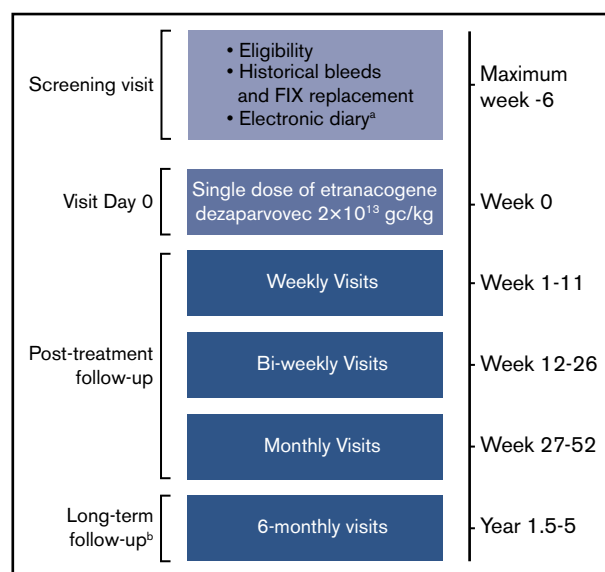 Screening visit
• Eligibility
• Historical bleeds
and FIX replacement
• Electronic diaryᵃ
Maximum
week -6
Visit Day 0
Single dose of etranacogene
dezaparvovec 2×10¹³ gc/kg
Week 0
Post-treatment
follow-up
Weekly Visits
Week 1-11
Bi-weekly Visits
Week 12-26
Monthly Visits
Week 27-52
Long-term
follow-upᵇ
6-monthly visits
Year 1.5-5